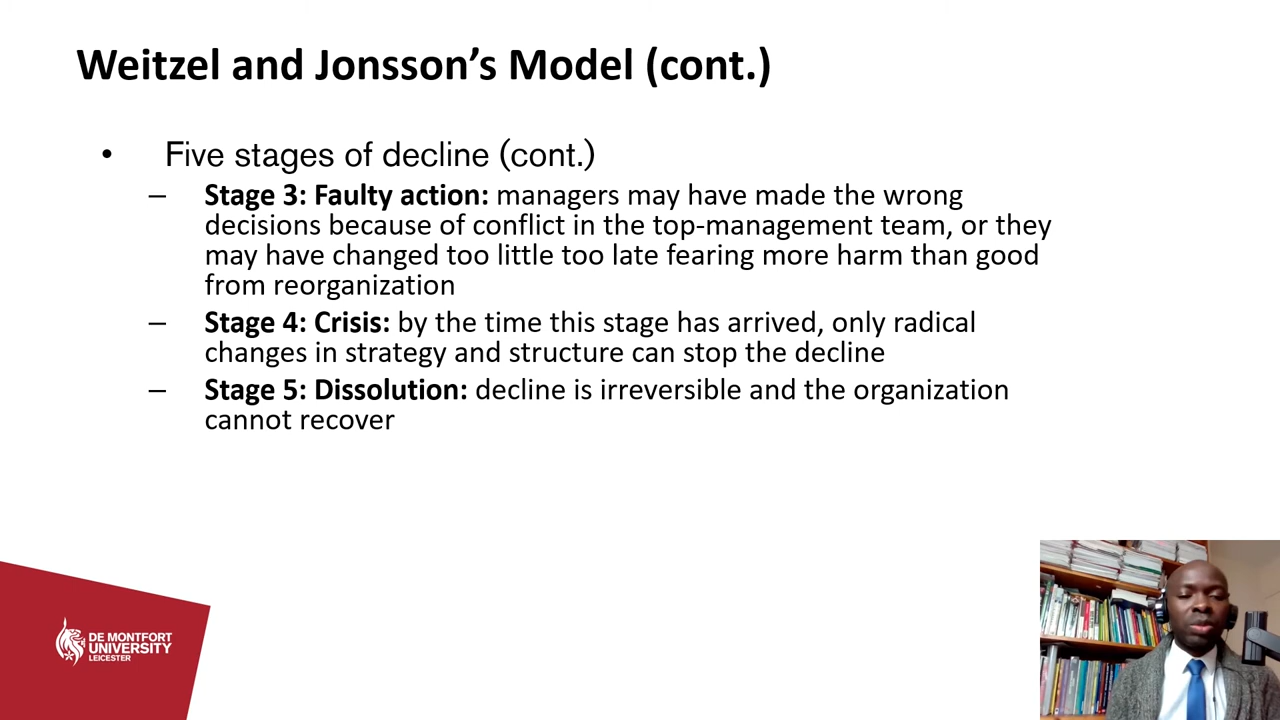 Weitzel and Jonsson’s Model (cont.)
• Five stages of decline (cont.)
– Stage 3: Faulty action: managers may have made the wrong
decisions because of conflict in the top-management team, or they
may have changed too little too late fearing more harm than good
from reorganization
– Stage 4: Crisis: by the time this stage has arrived, only radical
changes in strategy and structure can stop the decline
– Stage 5: Dissolution: decline is irreversible and the organization
cannot recover
DE MONTFORT
UNIVERSITY
LEICESTER